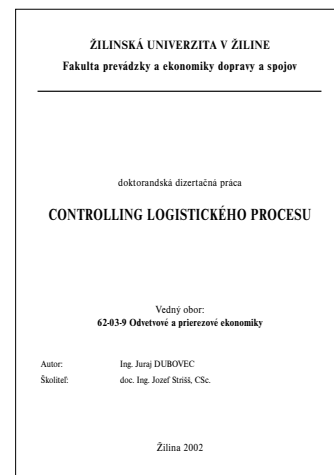 ŽILINSKÁ UNIVERZITA V ŽILINE
Fakulta prevádzky a ekonomiky dopravy a spojov
doktorandská dizertačná práca
CONTROLLING LOGISTICKÉHO PROCESU
Vedný obor:
62-03-9 Odvetvové a prierezové ekonomiky
Autor: Ing. Juraj DUBOVEC
Školiteľ: doc. Ing. Jozef Strišš, CSc.
Žilina 2002